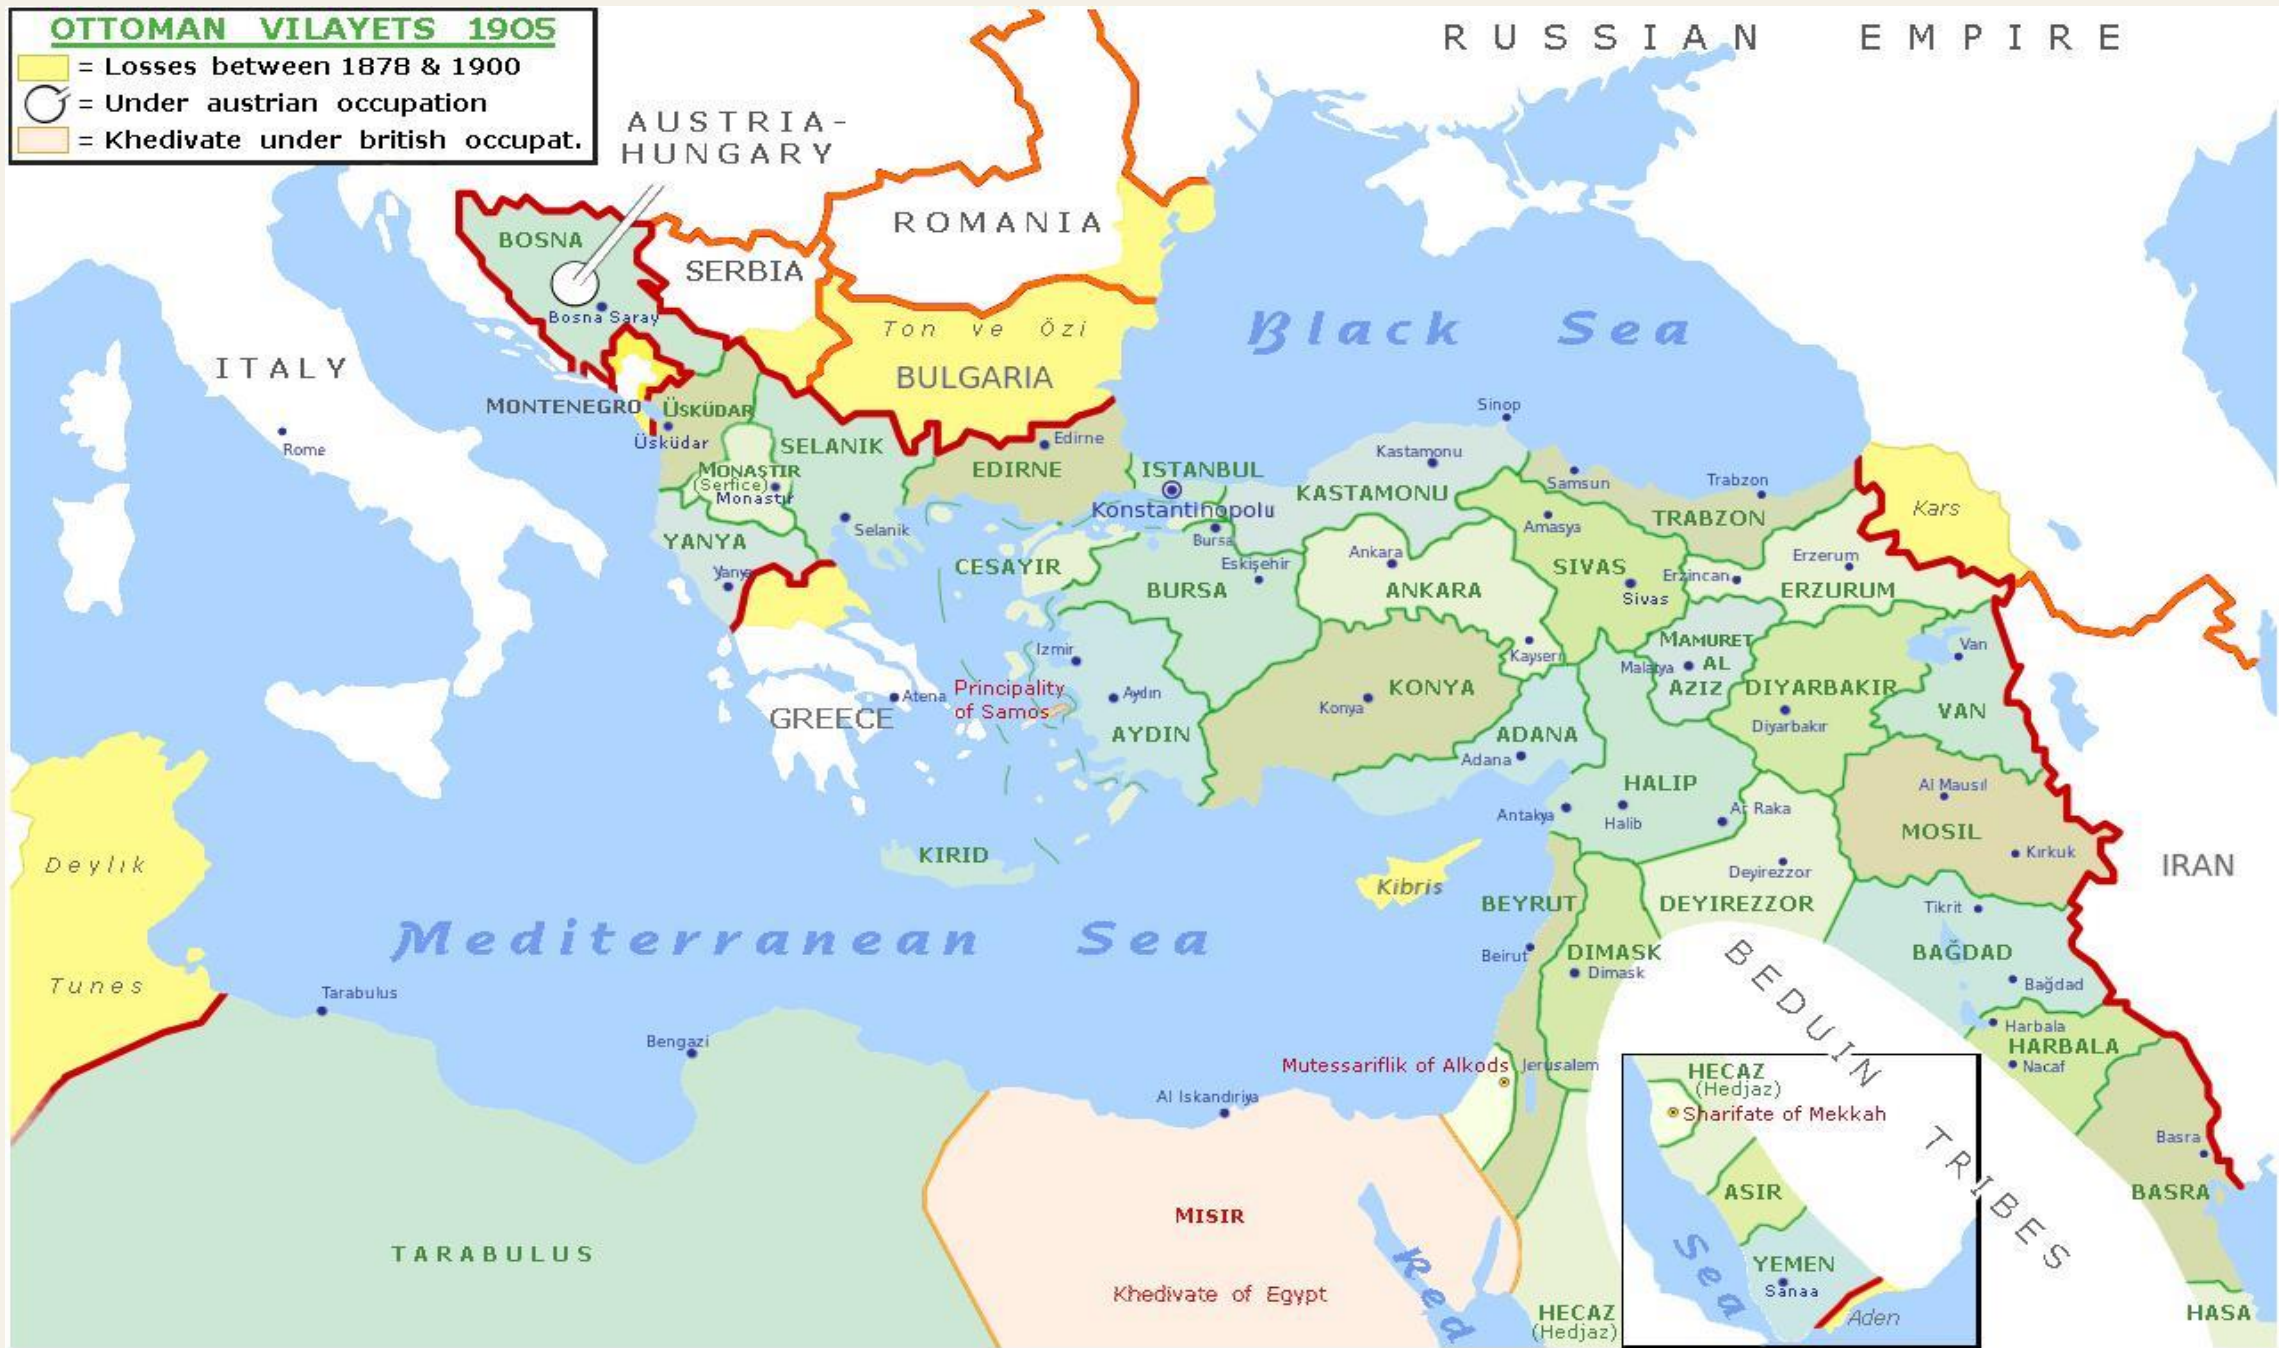 OTTOMAN VILAYETS 1905
= Losses between 1878 & 1900
= Under austrian occupation
= Khedivate under british occupat.
RUSSIAN EMPIRE
AUSTRIA-
HUNGARY
ROMANIA
BOSNA
SERBIA
Bosna Saray
Ton ve Özi
BULGARIA
Black Sea
ITALY
Rome
MONTENEGRO
ÜSKÜDAR
Üsküdar
SELANIK
MONASTIR
(Serfice)
Monastir
Selanik
YANYA
Yanya
EDIRNE
Edirne
ISTANBUL
Konstantinopolu
Sinop
Kastamonu
KASTAMONU
Samsun
Trabzon
TRABZON
Kars
Amasya
Bursa
Eskişehir
CESAYIR
BURSA
Ankara
ANKARA
SIVAS
Sivas
Erzincan
Erzerum
ERZURUM
Izmir
Kayseri
MAMURET
AL
AZIZ
Malatya
Van
VAN
Atena
GREECE
Principality
of Samos
Aydın
AYDIN
Konya
KONYA
ADANA
Adana
DIYARBAKIR
Diyarbakır
HALIP
Halib
Antakya
Ar Raka
Al Mausil
MOSIL
Kırkuk
IRAN
Deylik
Tunes
KIRID
Kibris
Deyirezzor
DEYIREZZOR
BEYRUT
Beirut
DIMASK
Dimask
Tikrit
BAĞDAD
Bağdad
Mediterranean Sea
Tarabulus
Bengazi
Al Iskandırıya
Mutessariflik of Alkods
Jerusalem
BEDUIN TRIBES
Harbala
HARBALA
Nacaf
Basra
BASRA
HASA
TARABULUS
MISIR
Khedivate of Egypt
Red
HECAZ
(Hedjaz)
HECAZ
(Hedjaz)
Sharifate of Mekkah
ASIR
YEMEN
Sanaa
Aden
Sea